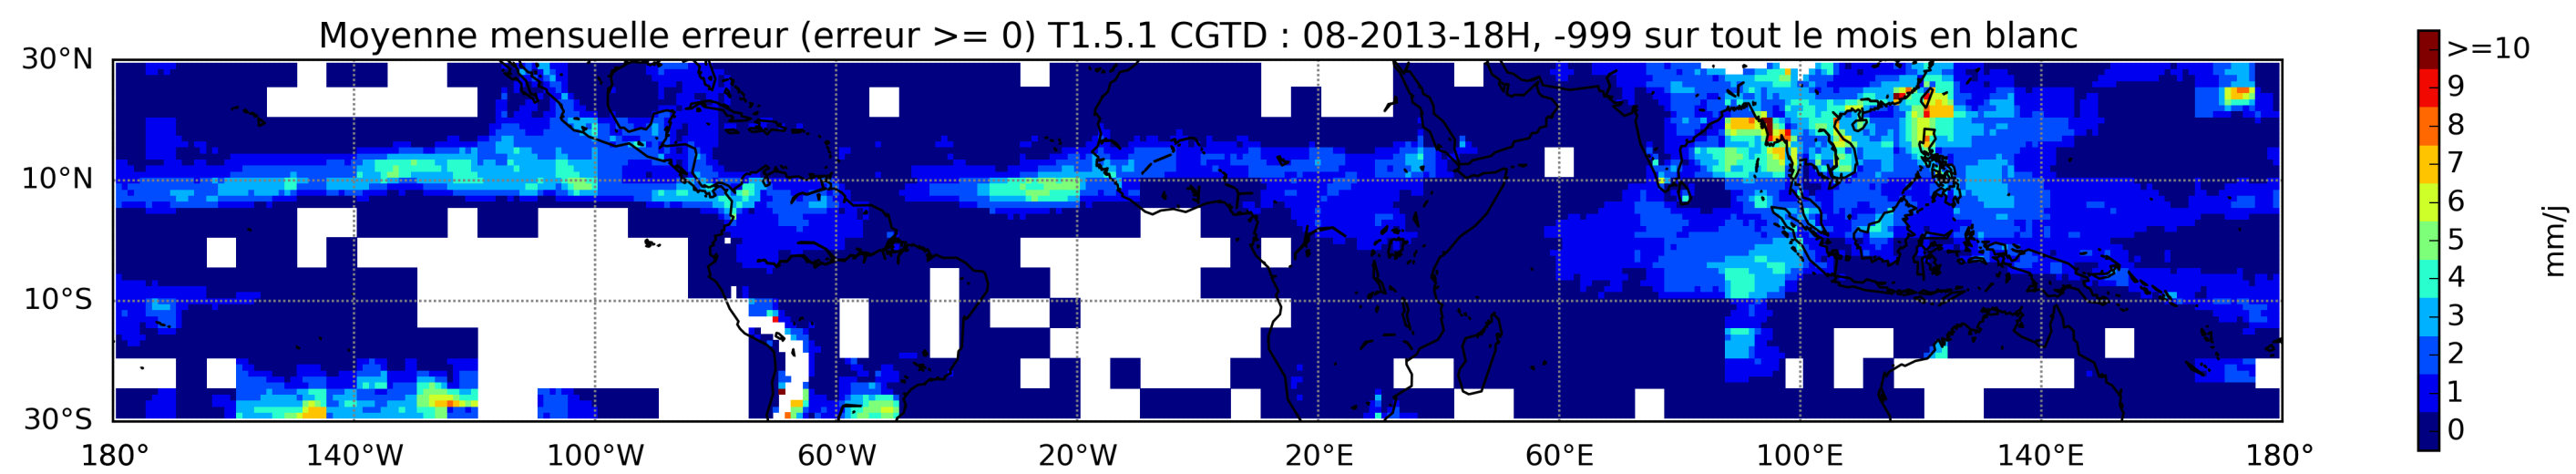 Moyenne mensuelle erreur (erreur >= 0) T1.5.1 CGTD : 08-2013-18H, -999 sur tout le mois en blanc
30°N
10°N
10°S
30°S
180° 140°W 100°W 60°W 20°W 20°E 60°E 100°E 140°E 180°
>=10
9
8
7
6
5
4
3
2
1
0
mm/j